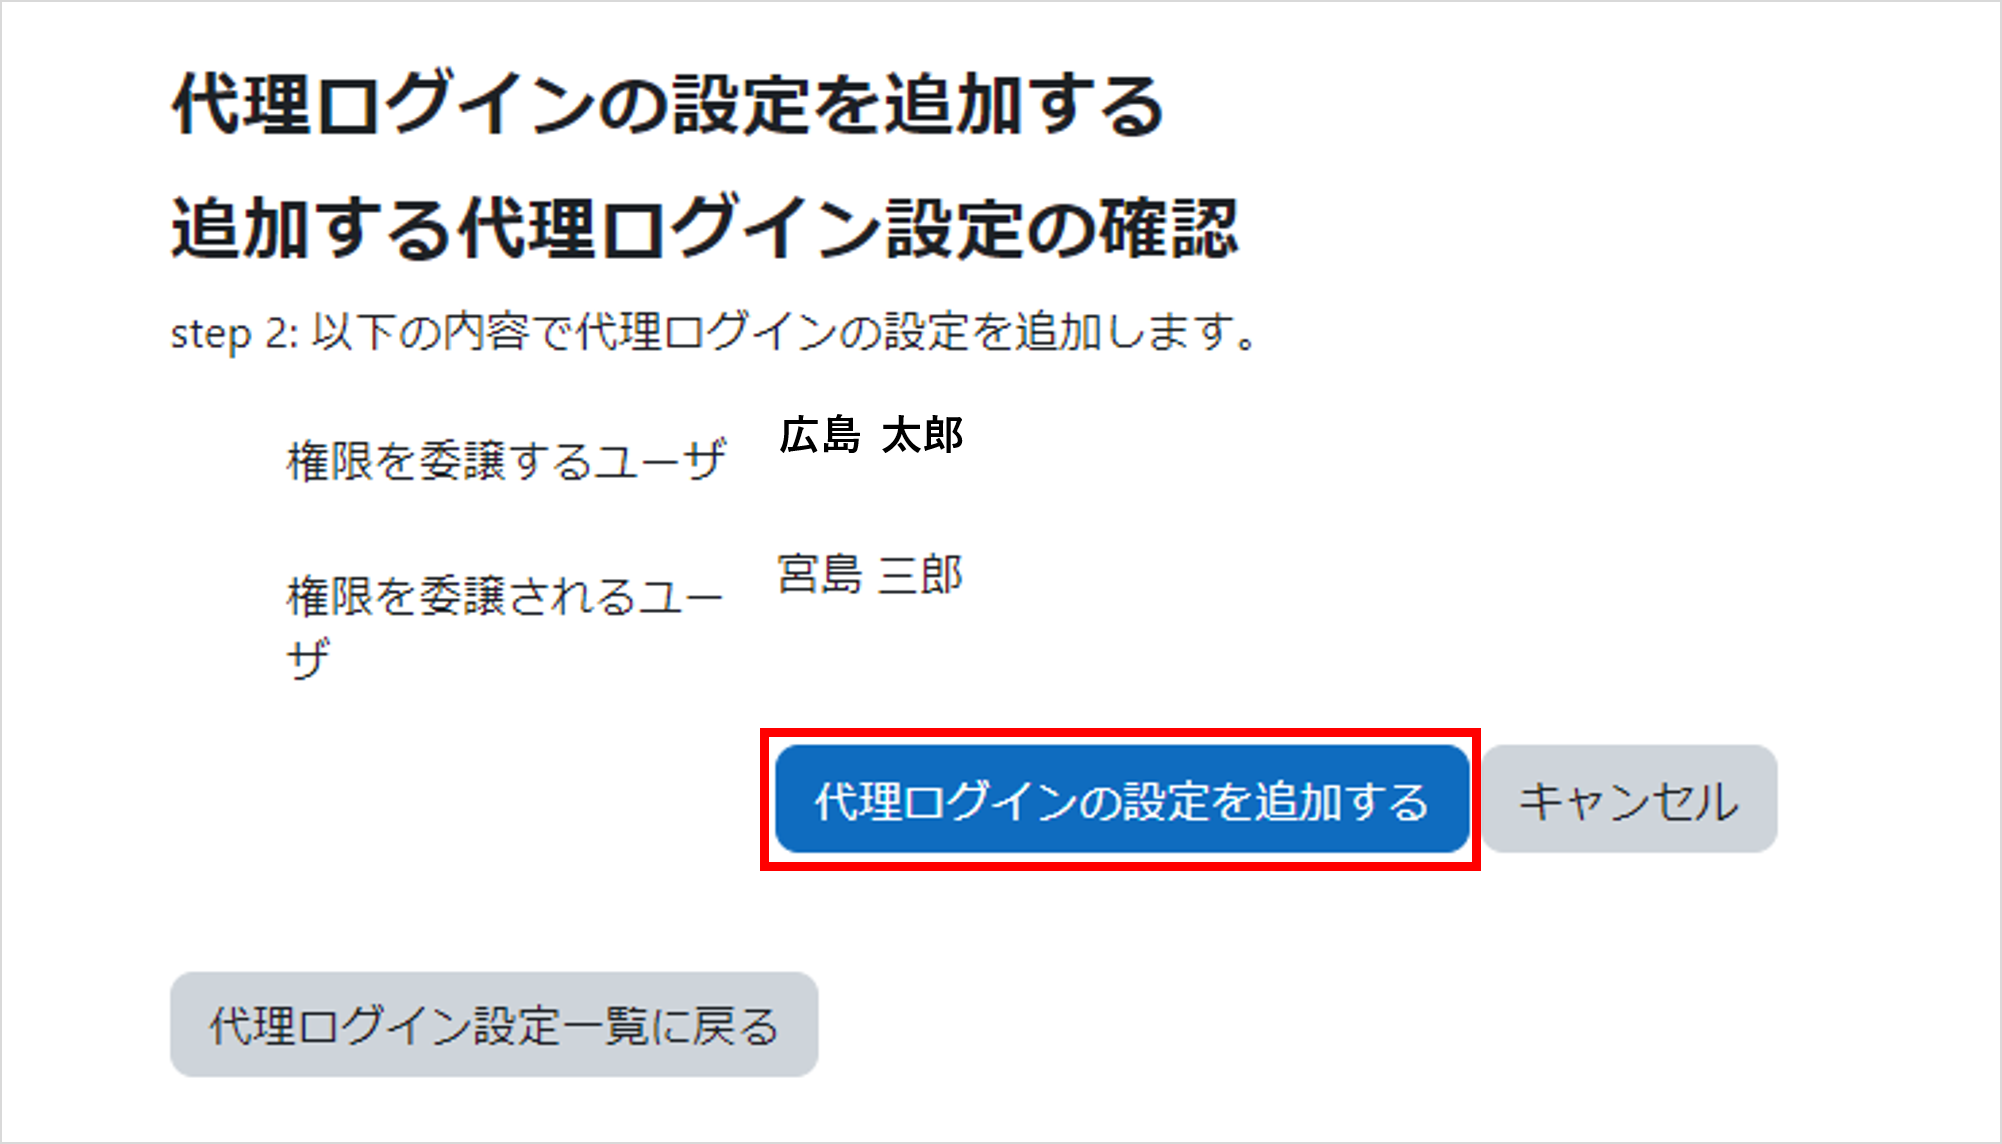 代理ログインの設定を追加する
追加する代理ログイン設定の確認
step 2: 以下の内容で代理ログインの設定を追加します。
権限を委譲するユーザ 広島 太郎
権限を委譲されるユー 宮島 三郎
ザ
代理ログインの設定を追加する キャンセル
代理ログイン設定一覧に戻る